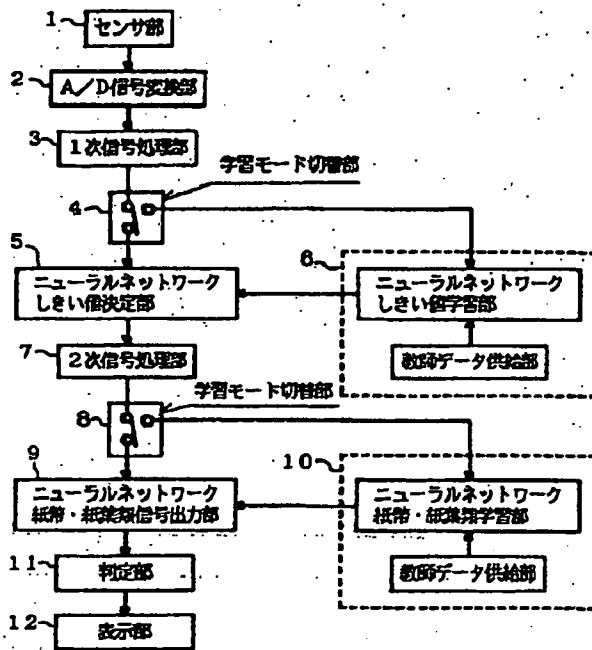 1
センサ部
2
A/D信号変換部
3
1次信号処理部
学習モード切替部
4
5
ニューラルネットワーク
しきい値決定部
6
ニューラルネットワーク
しきい値学習部
教師データ供給部
7
2次信号処理部
学習モード切替部
8
9
ニューラルネットワーク
紙幣・紙葉類信号出力部
10
ニューラルネットワーク
紙幣・紙葉類学習部
教師データ供給部
11
判定部
12
表示部